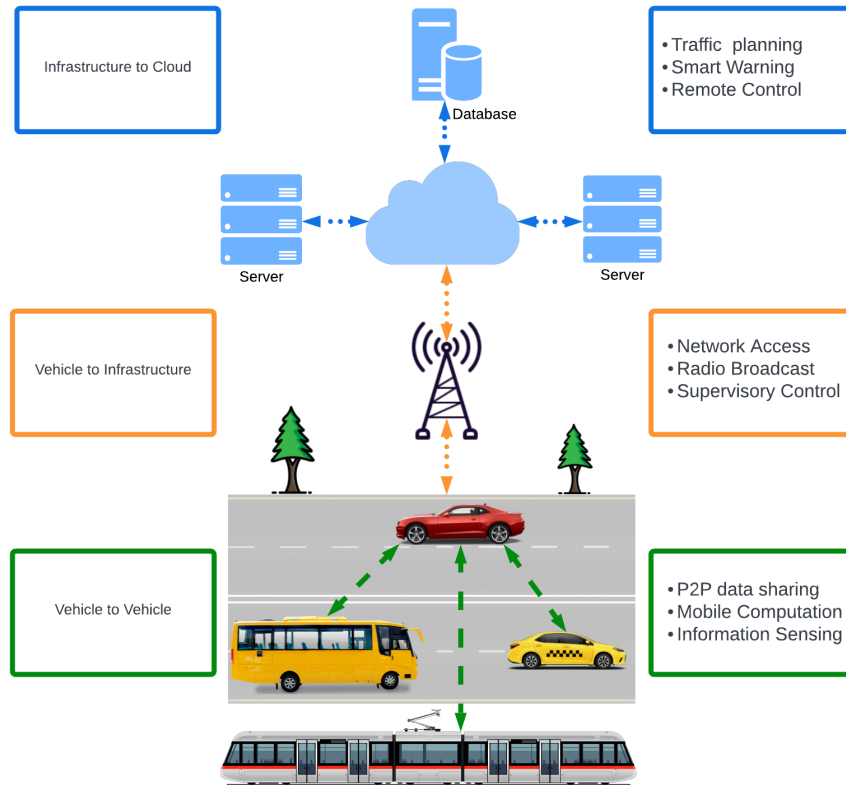 Infrastructure to Cloud
• Traffic planning
• Smart Warning
• Remote Control
Database
Server
Server
Vehicle to Infrastructure
• Network Access
• Radio Broadcast
• Supervisory Control
Vehicle to Vehicle
• P2P data sharing
• Mobile Computation
• Information Sensing